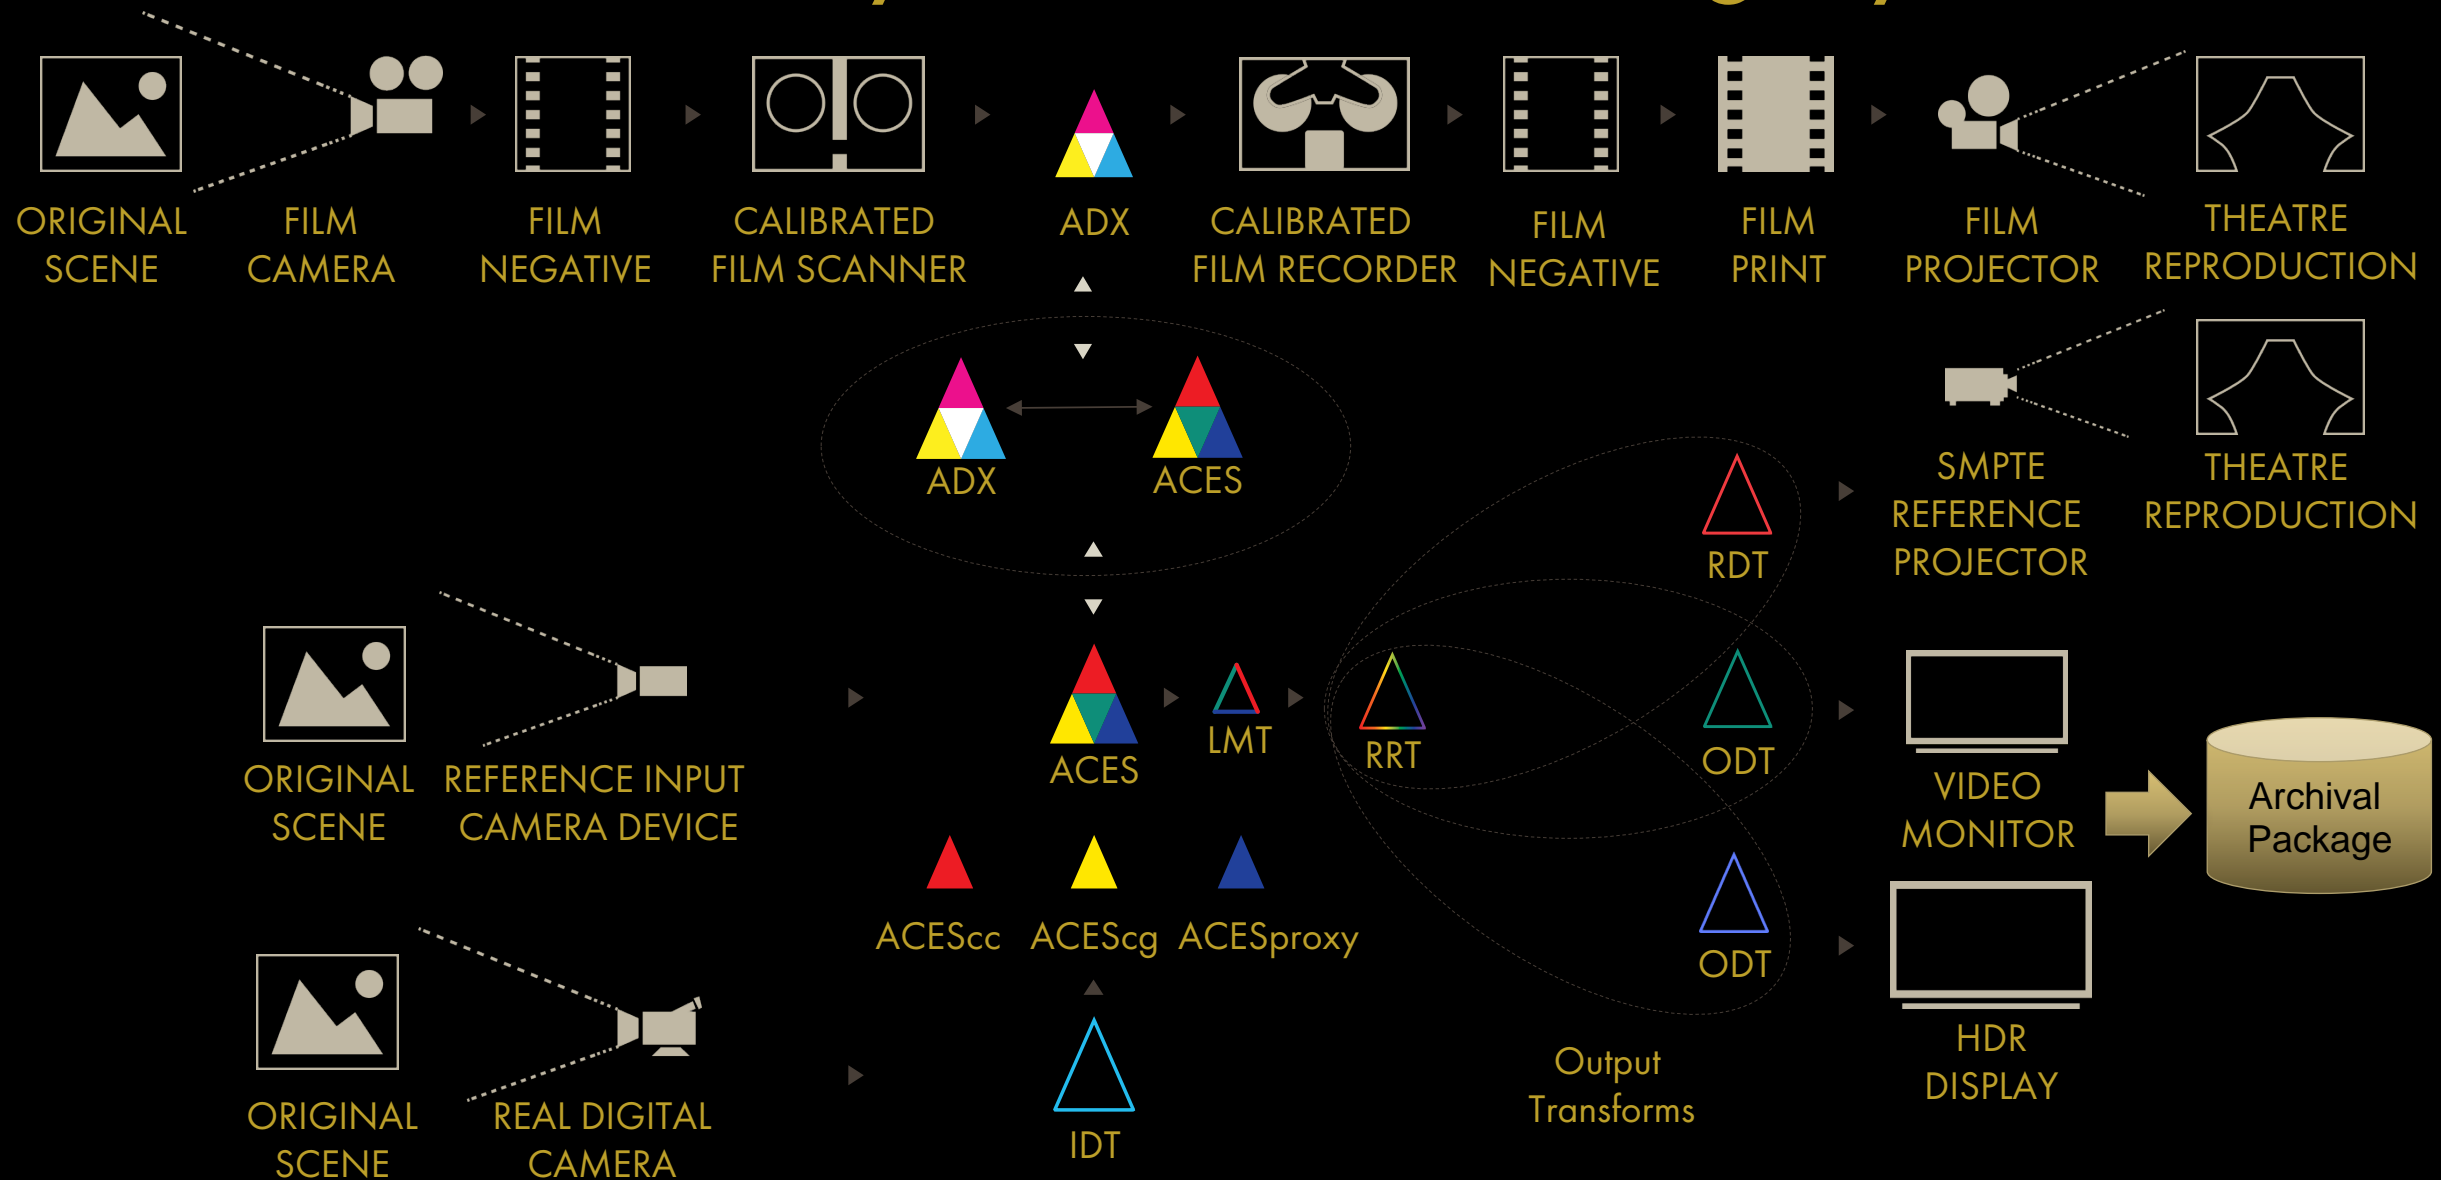 ORIGINAL
SCENE
FILM
CAMERA
FILM
NEGATIVE
CALIBRATED
FILM SCANNER
ADX
CALIBRATED
FILM RECORDER
FILM
NEGATIVE
FILM
PRINT
FILM
PROJECTOR
THEATRE
REPRODUCTION
ADX
ACES
RDT
SMPTE
REFERENCE
PROJECTOR
THEATRE
REPRODUCTION
ORIGINAL
SCENE
REFERENCE INPUT
CAMERA DEVICE
ACES
LMT
RRT
ODT
VIDEO
MONITOR
Archival
Package
ACEScc
ACEScg
ACESproxy
ODT
HDR
DISPLAY
Output
Transforms
ORIGINAL
SCENE
REAL DIGITAL
CAMERA
IDT